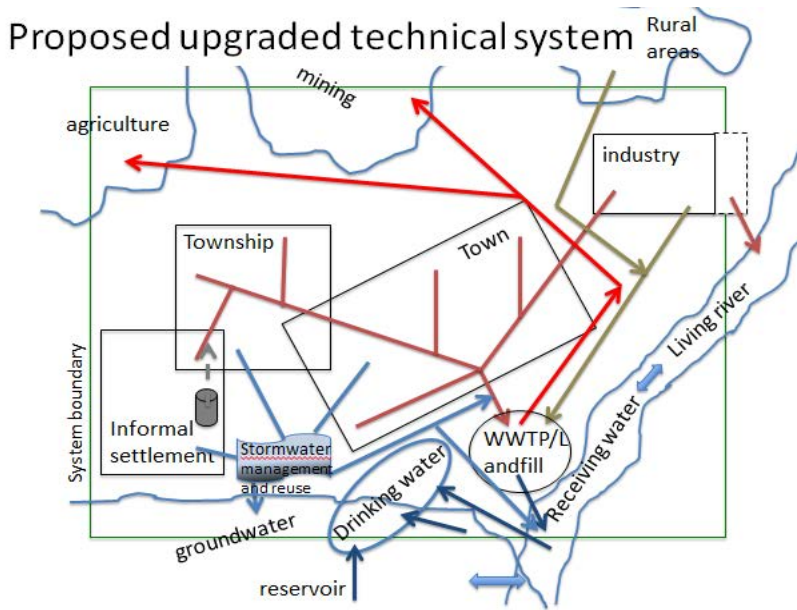 Proposed upgraded technical system
Rural
areas
mining
agriculture
industry
Township
Town
Living river
System boundary
Informal
settlement
Stormwater
management
and reuse
WWTP/L
andfill
Drinking water
Receiving water
groundwater
reservoir